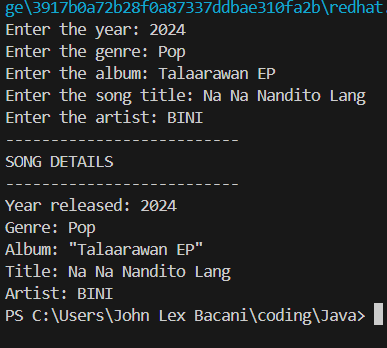 ge\3917b0a72b28f0a87337ddbae310fa2b\redhat.
Enter the year: 2024
Enter the genre: Pop
Enter the album: Talaarawan EP
Enter the song title: Na Na Nandito Lang
Enter the artist: BINI
--------------------------
SONG DETAILS
--------------------------
Year released: 2024
Genre: Pop
Album: "Talaarawan EP"
Title: Na Na Nandito Lang
Artist: BINI
PS C:\Users\John Lex Bacani\coding\Java>